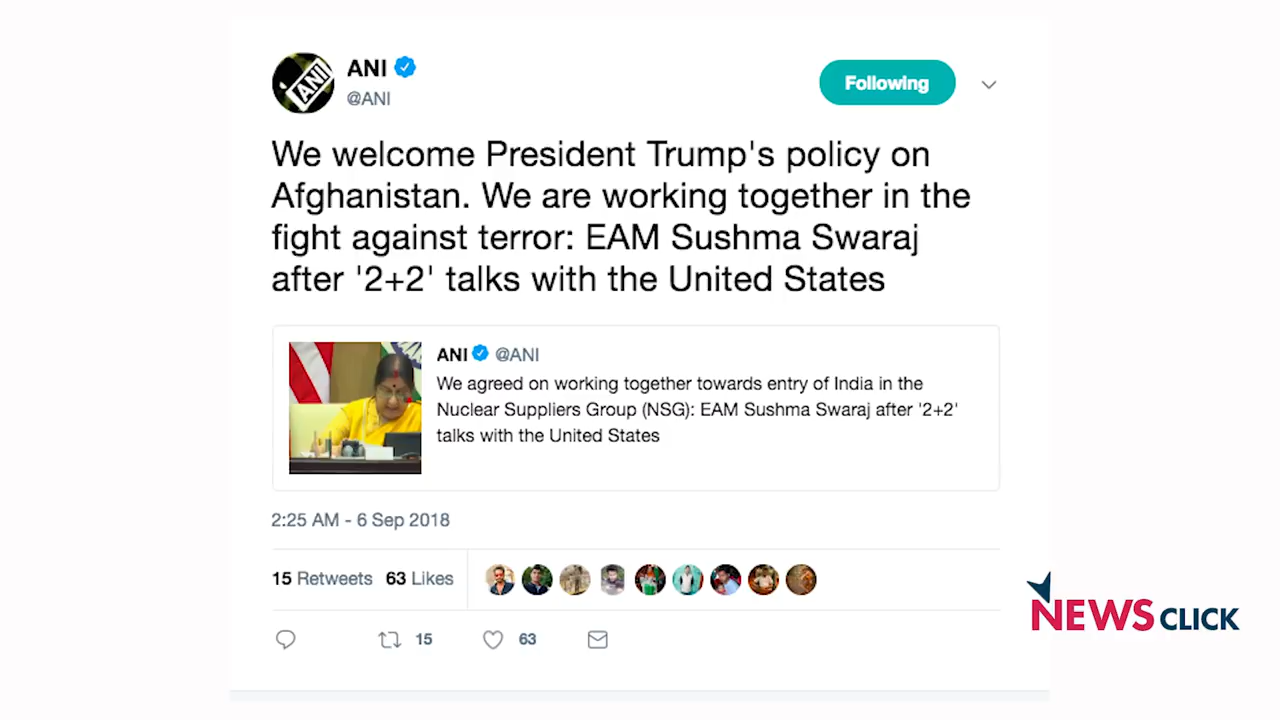 ANI
ANI
@ANI
Following
We welcome President Trump's policy on
Afghanistan. We are working together in the
fight against terror: EAM Sushma Swaraj
after '2+2' talks with the United States
ANI @ANI
We agreed on working together towards entry of India in the
Nuclear Suppliers Group (NSG): EAM Sushma Swaraj after '2+2'
talks with the United States
2:25 AM - 6 Sep 2018
15 Retweets 63 Likes
15 63
NEWS CLICK